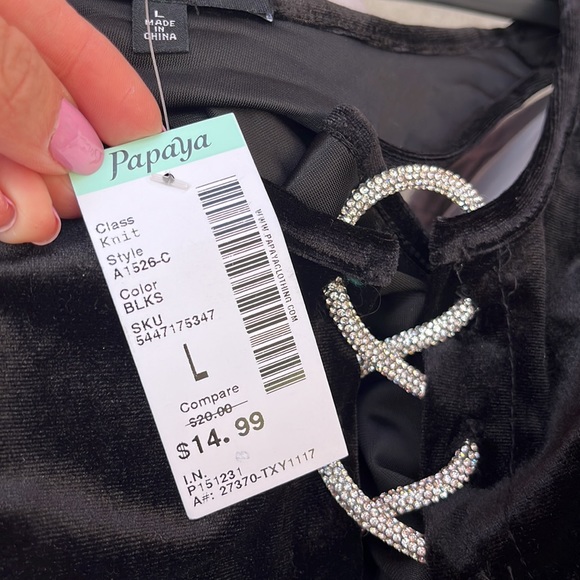 L
MADE
IN
CHINA
Papaya
Class
Knit
Style
A1526-C
Color
BLKS
SKU
5447175347
L
Compare
$20.00
$14.99
I.N.
P151231
A#: 27370-TXY1117
WWW.PAPAYACLOTHING.COM